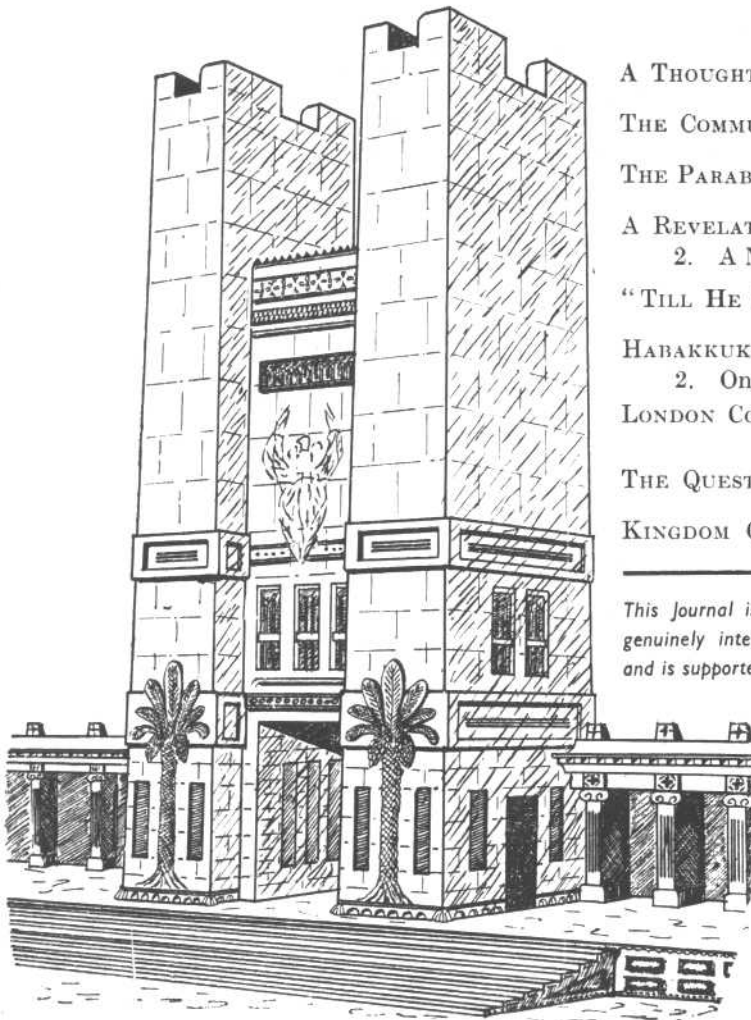 A THOUGHT
THE COMMU
THE PARAB
A REVELAT
2. A N
"TILL HE
HABAKKUK
2. On
LONDON CO
THE QUEST
KINGDOM
This Journal i
genuinely inte
and is supporte